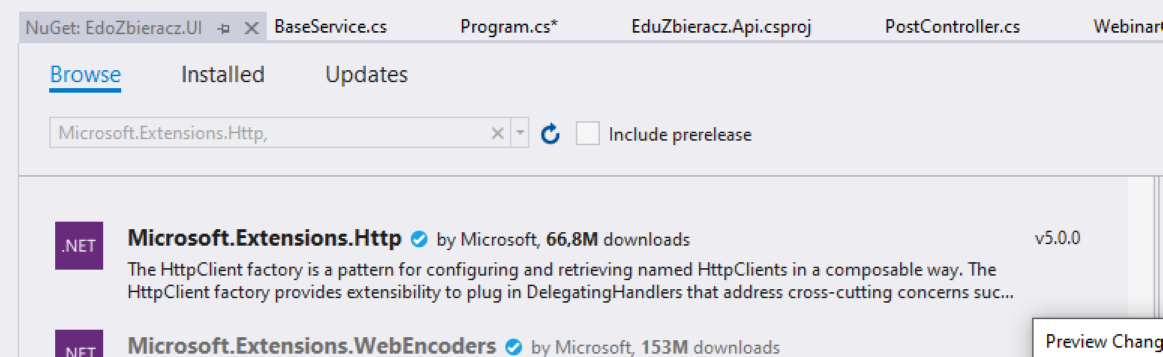 NuGet: EdoZbieracz.UI BaseService.cs Program.cs* EduZbieracz.Api.csproj PostController.cs Webinar
Browse Installed Updates
Microsoft.Extensions.Http, Include prerelease
.NET Microsoft.Extensions.Http by Microsoft, 66,8M downloads v5.0.0
The HttpClient factory is a pattern for configuring and retrieving named HttpClients in a composable way. The
HttpClient factory provides extensibility to plug in DelegatingHandlers that address cross-cutting concerns suc...
.NET Microsoft.Extensions.WebEncoders by Microsoft, 153M downloads
Preview Chang